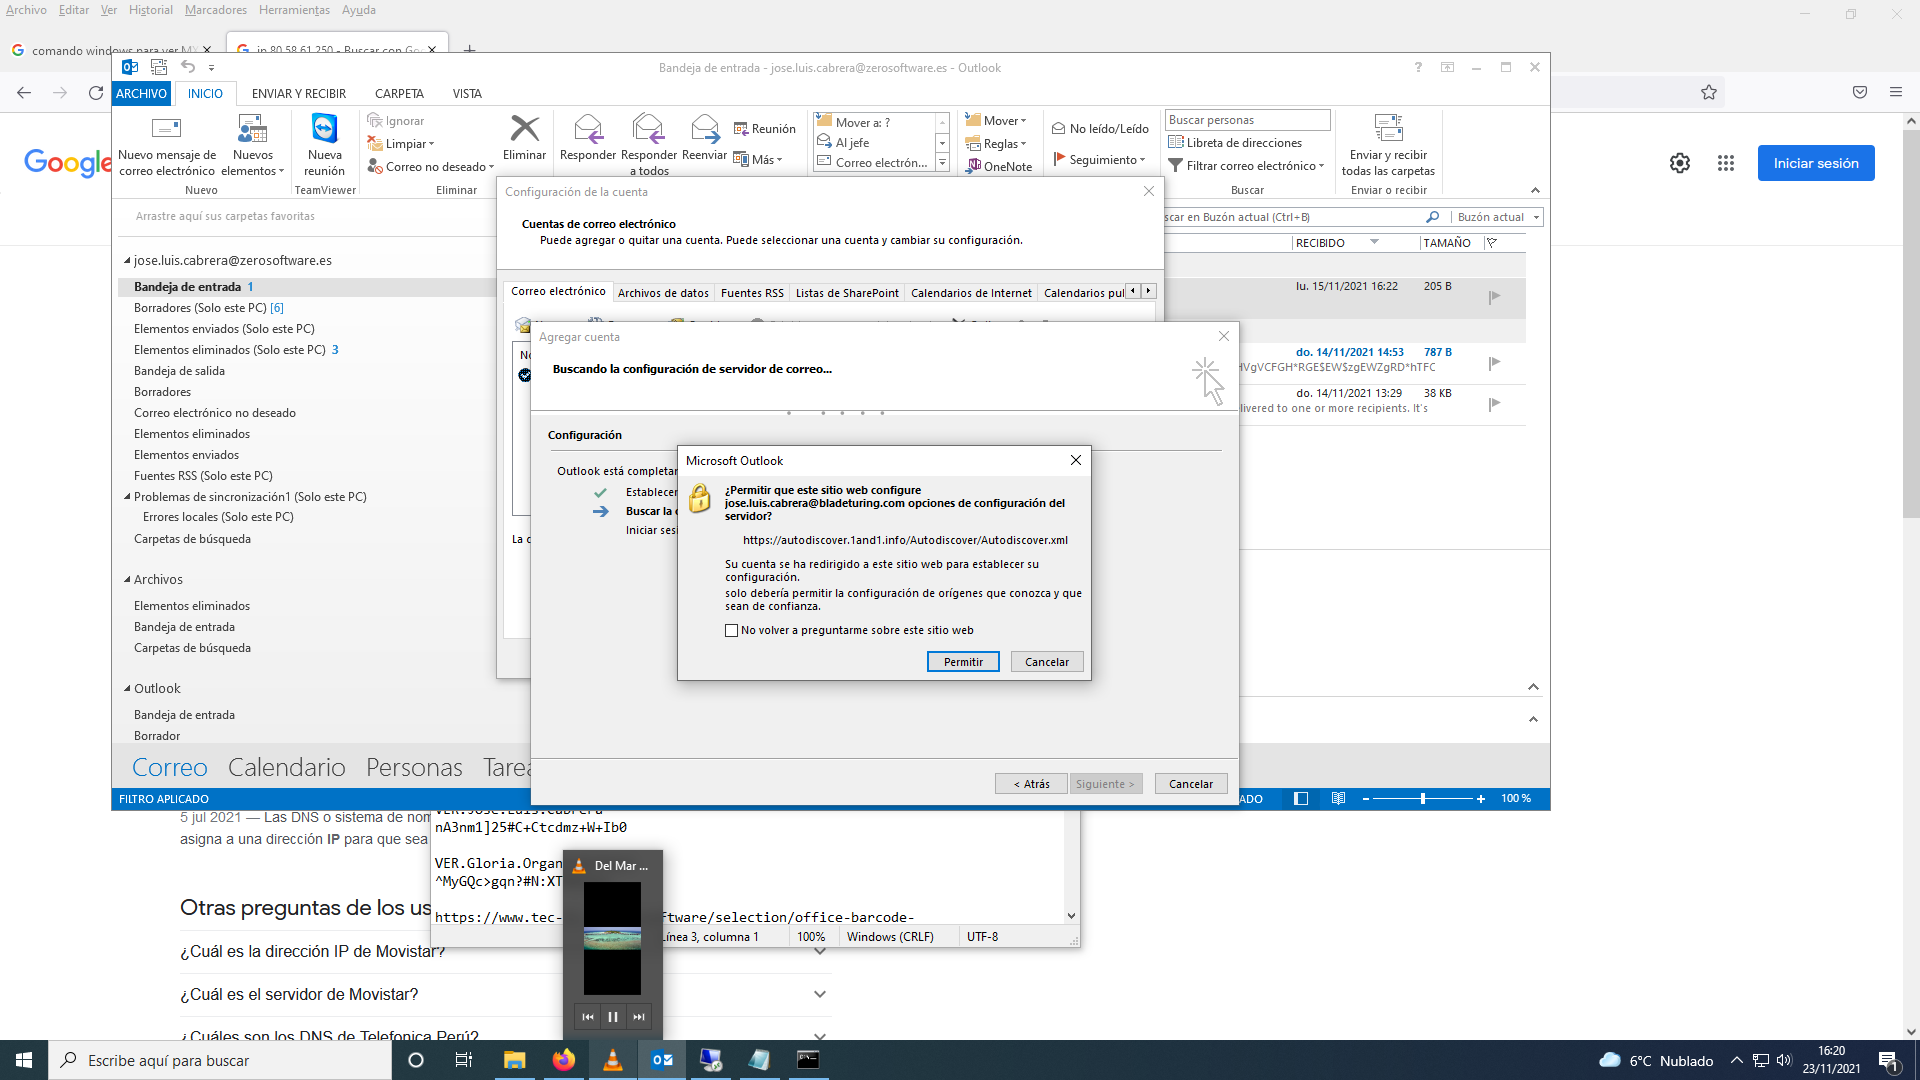 Archivo Editar Ver Historial Marcadores Herramientas Ayuda
comando windows para ver MX
ip 80.58.61.250 - Buscar con Goo
Bandeja de entrada - jose.luis.cabrera@zerosoftware.es - Outlook
ARCHIVO INICIO ENVIAR Y RECIBIR CARPETA VISTA
Nuevo mensaje de correo electrónico
Nuevos elementos
Nuevo
Nueva reunión
TeamViewer
Ignorar
Limpiar
Correo no deseado
Eliminar
Eliminar
Responder
Responder a todos
Reenviar
Reunión
Más
Mover a: ?
Al jefe
Correo electrón...
Mover
Reglas
OneNote
No leído/Leído
Seguimiento
Buscar personas
Libreta de direcciones
Filtrar correo electrónico
Buscar
Enviar y recibir todas las carpetas
Enviar o recibir
Google
Iniciar sesión
Arrastre aquí sus carpetas favoritas
jose.luis.cabrera@zerosoftware.es
Bandeja de entrada 1
Borradores (Solo este PC) [6]
Elementos enviados (Solo este PC)
Elementos eliminados (Solo este PC) 3
Bandeja de salida
Borradores
Correo electrónico no deseado
Elementos eliminados
Elementos enviados
Fuentes RSS (Solo este PC)
Problemas de sincronización1 (Solo este PC)
Errores locales (Solo este PC)
Carpetas de búsqueda
Archivos
Elementos eliminados
Bandeja de entrada
Carpetas de búsqueda
Outlook
Bandeja de entrada
Borrador
Correo Calendario Personas Tarea
FILTRO APLICADO
ADO
100 %
scar en Buzón actual (Ctrl+B)
Buzón actual
RECIBIDO TAMAÑO
lu. 15/11/2021 16:22 205 B
do. 14/11/2021 14:53 787 B
HVgVCFGH*RGE$EW$zgEWZgRD*hTFC
do. 14/11/2021 13:29 38 KB
livered to one or more recipients. It's
Configuración de la cuenta
Cuentas de correo electrónico
Puede agregar o quitar una cuenta. Puede seleccionar una cuenta y cambiar su configuración.
Correo electrónico Archivos de datos Fuentes RSS Listas de SharePoint Calendarios de Internet Calendarios pul
No
La c
Agregar cuenta
Buscando la configuración de servidor de correo...
Configuración
Outlook está completar
Establecer
Buscar la c
Iniciar sesi
< Atrás Siguiente > Cancelar
Microsoft Outlook
¿Permitir que este sitio web configure
jose.luis.cabrera@bladeturing.com opciones de configuración del
servidor?
https://autodiscover.1and1.info/Autodiscover/Autodiscover.xml
Su cuenta se ha redirigido a este sitio web para establecer su
configuración.
solo debería permitir la configuración de orígenes que conozca y que
sean de confianza.
No volver a preguntarme sobre este sitio web
Permitir Cancelar
5 jul 2021 — Las DNS o sistema de nom
asigna a una dirección IP para que sea
VER.Jose.Luis.Cabrera
nA3nm1]25#C+Ctcdmz+W+Ib0
VER.Gloria.Organ
^MyGQc>gqn?#N:XT
https://www.tec-
ftware/selection/office-barcode-
Línea 3, columna 1 100% Windows (CRLF) UTF-8
Del Mar ...
Otras preguntas de los us
¿Cuál es la dirección IP de Movistar?
¿Cuál es el servidor de Movistar?
¿Cuáles son los DNS de Telefonica Perú?
Escribe aquí para buscar
6°C Nublado
16:20
23/11/2021
1